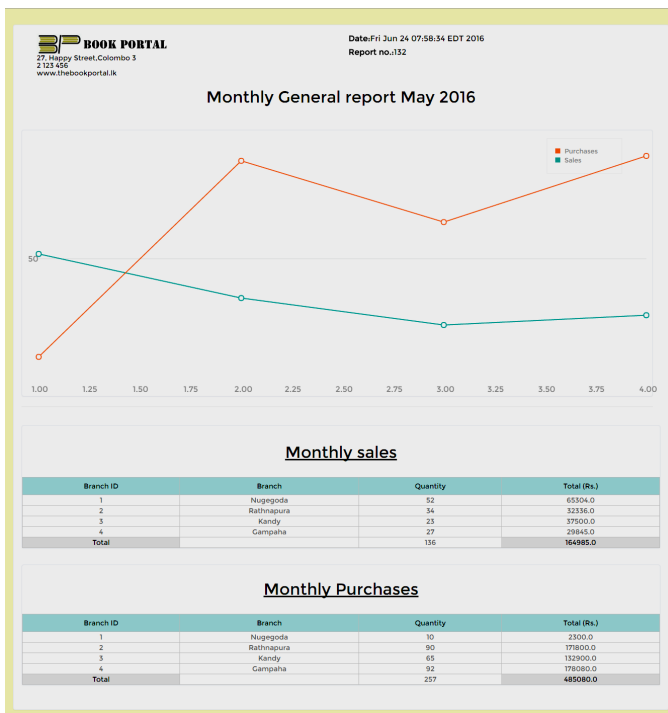 BP BOOK PORTAL
27, Happy Street,Colombo 3
2 123 456
www.thebookportal.lk
Date:Fri Jun 24 07:58:34 EDT 2016
Report no.:132
Monthly General report May 2016
Purchases
Sales
50
1.00 1.25 1.50 1.75 2.00 2.25 2.50 2.75 3.00 3.25 3.50 3.75 4.00
Monthly sales
Branch ID Branch Quantity Total (Rs.)
1 Nugegoda 52 65304.0
2 Rathnapura 34 32336.0
3 Kandy 23 37500.0
4 Gampaha 27 29845.0
Total 136 164985.0
Monthly Purchases
Branch ID Branch Quantity Total (Rs.)
1 Nugegoda 10 2300.0
2 Rathnapura 90 171800.0
3 Kandy 65 132900.0
4 Gampaha 92 178080.0
Total 257 485080.0